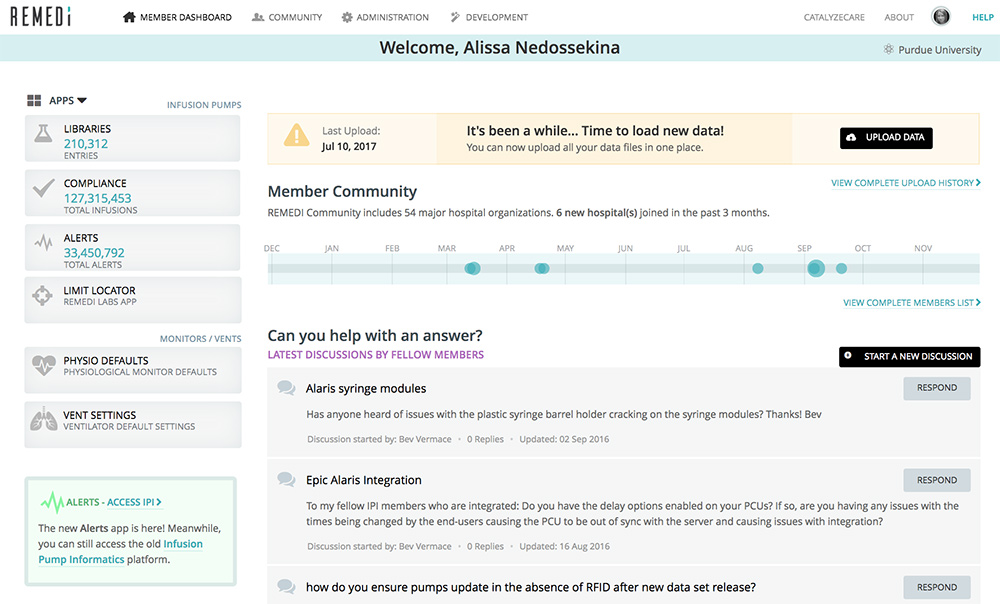 REMEDi
MEMBER DASHBOARD
COMMUNITY
ADMINISTRATION
DEVELOPMENT
CATALYZECARE
ABOUT
HELP
Welcome, Alissa Nedossekina
Purdue University
APPS
INFUSION PUMPS
LIBRARIES
210,312
ENTRIES
COMPLIANCE
127,315,453
TOTAL INFUSIONS
ALERTS
33,450,792
TOTAL ALERTS
LIMIT LOCATOR
REMEDI LABS APP
MONITORS / VENTS
PHYSIO DEFAULTS
PHYSIOLOGICAL MONITOR DEFAULTS
VENT SETTINGS
VENTILATOR DEFAULT SETTINGS
ALERTS - ACCESS IPI
The new Alerts app is here! Meanwhile,
you can still access the old Infusion
Pump Informatics platform.
Last Upload:
Jul 10, 2017
It's been a while... Time to load new data!
You can now upload all your data files in one place.
UPLOAD DATA
VIEW COMPLETE UPLOAD HISTORY
Member Community
REMEDI Community includes 54 major hospital organizations. 6 new hospital(s) joined in the past 3 months.
DEC JAN FEB MAR APR MAY JUN JUL AUG SEP OCT NOV
VIEW COMPLETE MEMBERS LIST
Can you help with an answer?
LATEST DISCUSSIONS BY FELLOW MEMBERS
START A NEW DISCUSSION
Alaris syringe modules
RESPOND
Has anyone heard of issues with the plastic syringe barrel holder cracking on the syringe modules? Thanks! Bev
Discussion started by: Bev Vermace • 0 Replies • Updated: 02 Sep 2016
Epic Alaris Integration
RESPOND
To my fellow IPI members who are integrated: Do you have the delay options enabled on your PCUs? If so, are you having any issues with the
times being changed by the end-users causing the PCU to be out of sync with the server and causing issues with integration?
Discussion started by: Bev Vermace • 0 Replies • Updated: 16 Aug 2016
how do you ensure pumps update in the absence of RFID after new data set release?
RESPOND